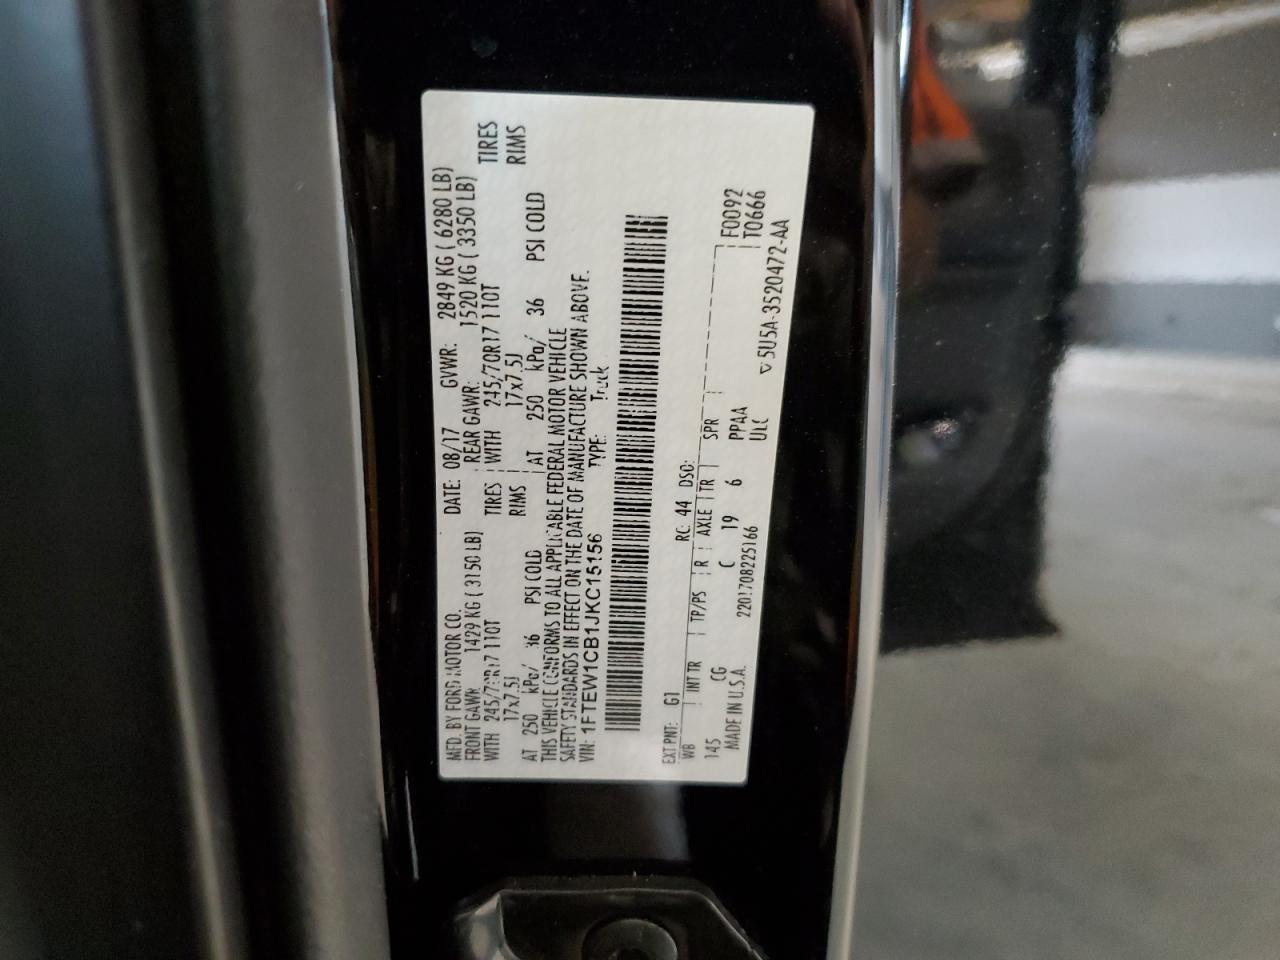 MFD. BY FORD MOTOR CO.
DATE: 08/17 GVWR: 2849 KG ( 6280 LB)
FRONT GAWR: 1429 KG ( 3150 LB)
REAR GAWR: 1520 KG ( 3350 LB)
WITH 245/70R17 110T TIRES
WITH 245/70R17 110T TIRES
17x7.5J RIMS
17x7.5J RIMS
AT 250 kPa/ 36 PSI COLD
AT 250 kPa/ 36 PSI COLD
THIS VEHICLE CONFORMS TO ALL APPLICABLE FEDERAL MOTOR VEHICLE
SAFETY STANDARDS IN EFFECT ON THE DATE OF MANUFACTURE SHOWN ABOVE.
VIN: 1FTEW1CB1JKC15156 TYPE: Truck
EXT PNT: G1 RC: 44 DSO:
WB INT TR TP/PS R AXLE TR SPR
F0092
145 CG C 19 6 PPAA T0666
MADE IN U.S.A. 2201708225166 ULC
5U5A-3520472-AA